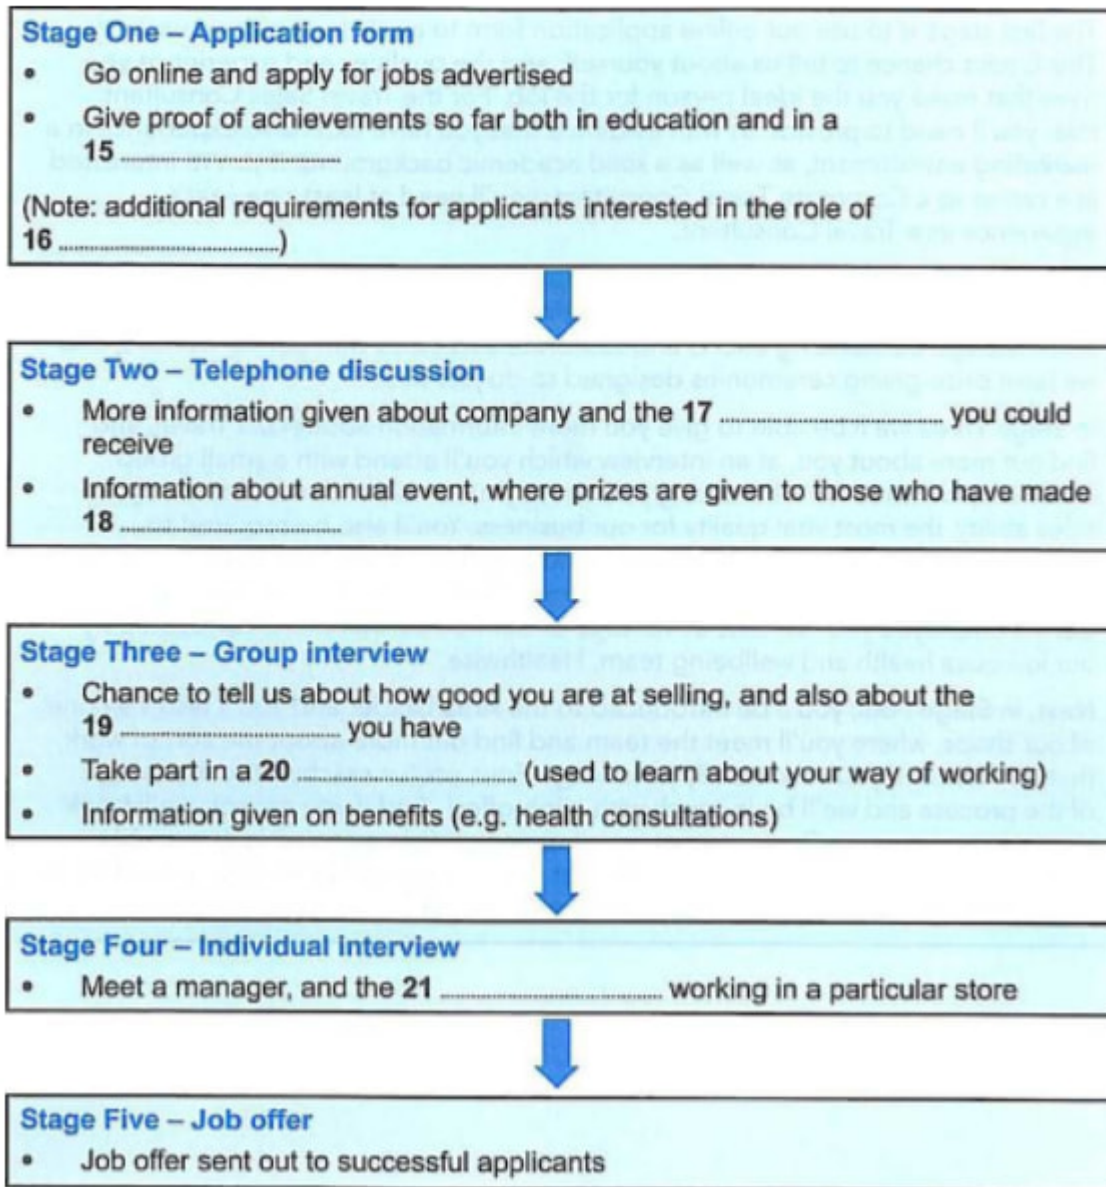 Stage One – Application form
• Go online and apply for jobs advertised
• Give proof of achievements so far both in education and in a
15 ........................................
(Note: additional requirements for applicants interested in the role of
16 ........................................)
Stage Two – Telephone discussion
• More information given about company and the 17 ........................................ you could
receive
• Information about annual event, where prizes are given to those who have made
18 ........................................
Stage Three – Group interview
• Chance to tell us about how good you are at selling, and also about the
19 ........................................ you have
• Take part in a 20 ........................................ (used to learn about your way of working)
• Information given on benefits (e.g. health consultations)
Stage Four – Individual interview
• Meet a manager, and the 21 ........................................ working in a particular store
Stage Five – Job offer
• Job offer sent out to successful applicants